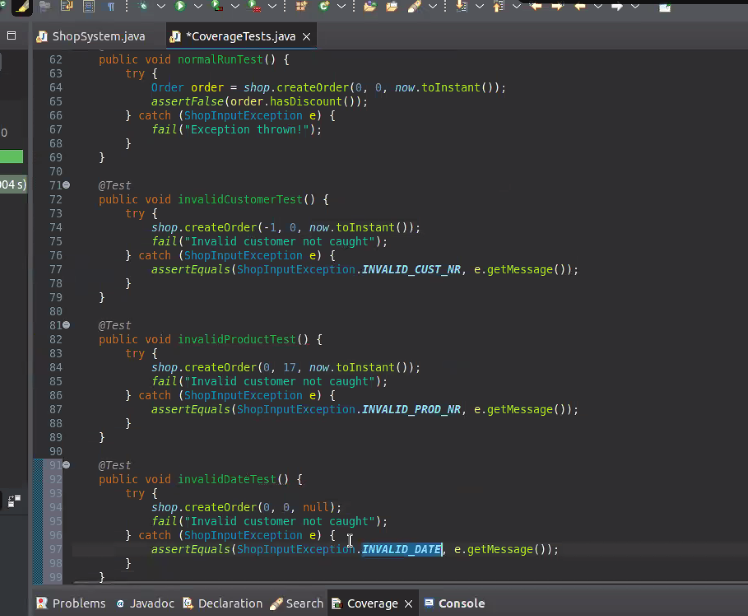 ShopSystem.java
*CoverageTests.java
0
004 s)
62 public void normalRunTest() {
63 try {
64 Order order = shop.createOrder(0, 0, now.toInstant());
65 assertFalse(order.hasDiscount());
66 } catch (ShopInputException e) {
67 fail("Exception thrown!");
68 }
69 }
70
71 @Test
72 public void invalidCustomerTest() {
73 try {
74 shop.createOrder(-1, 0, now.toInstant());
75 fail("Invalid customer not caught");
76 } catch (ShopInputException e) {
77 assertEquals(ShopInputException.INVALID_CUST_NR, e.getMessage());
78 }
79 }
80
81 @Test
82 public void invalidProductTest() {
83 try {
84 shop.createOrder(0, 17, now.toInstant());
85 fail("Invalid customer not caught");
86 } catch (ShopInputException e) {
87 assertEquals(ShopInputException.INVALID_PROD_NR, e.getMessage());
88 }
89 }
90
91 @Test
92 public void invalidDateTest() {
93 try {
94 shop.createOrder(0, 0, null);
95 fail("Invalid customer not caught");
96 } catch (ShopInputException e) {
97 assertEquals(ShopInputException.INVALID_DATE, e.getMessage());
98 }
99 }
Problems Javadoc Declaration Search Coverage Console